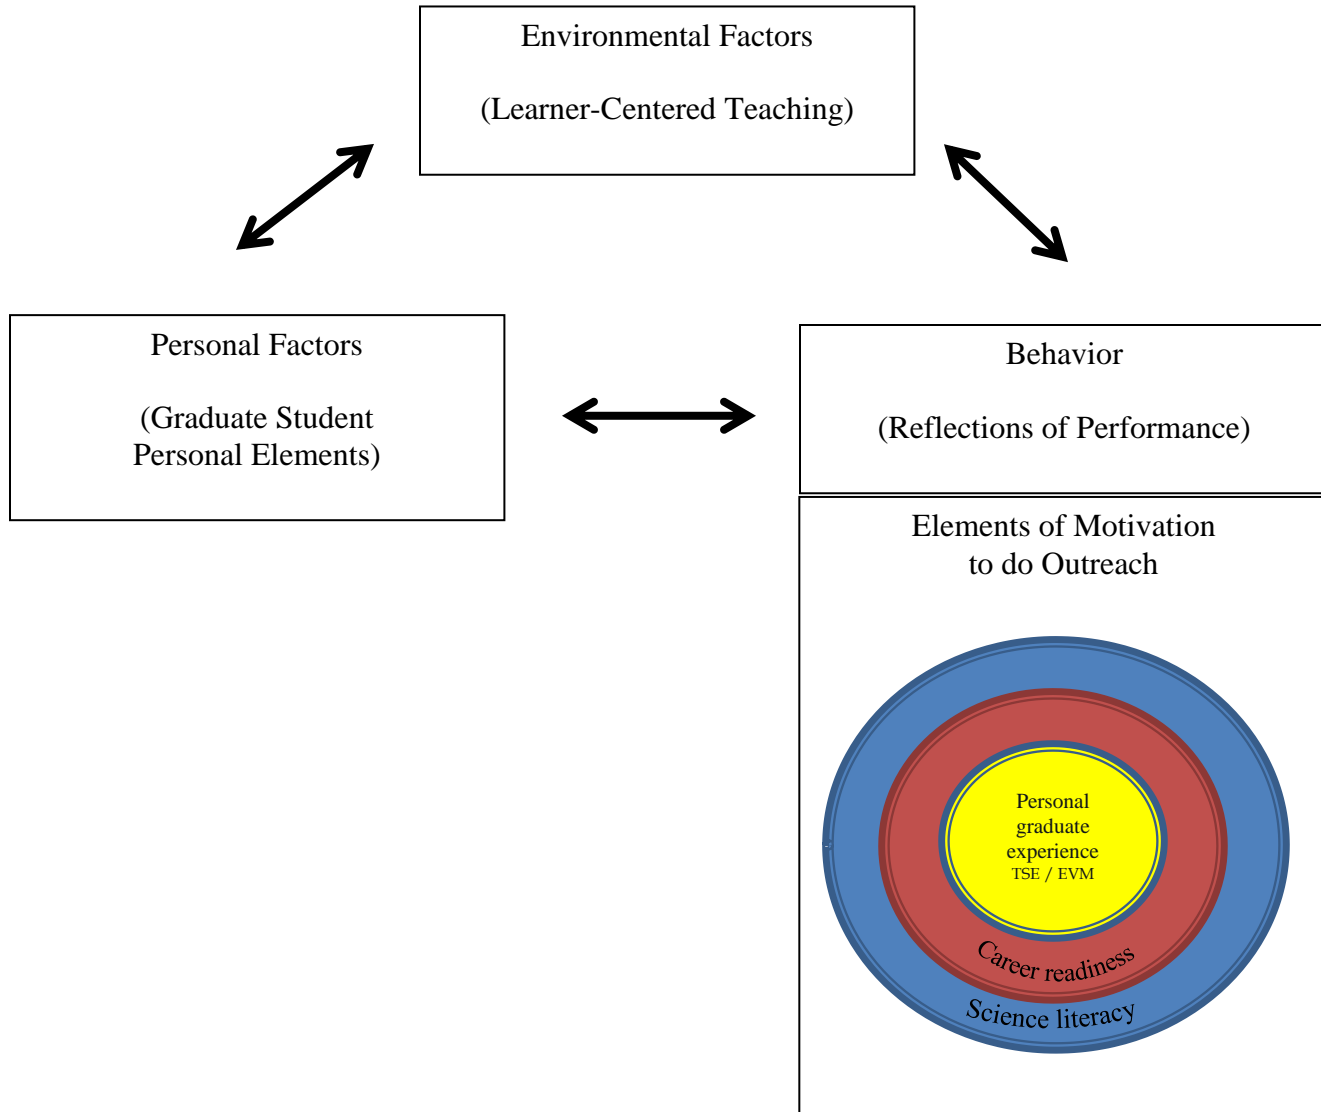 Environmental Factors
(Learner-Centered Teaching)
Personal Factors
(Graduate Student
Personal Elements)
Behavior
(Reflections of Performance)
Elements of Motivation
to do Outreach
Personal
graduate
experience
TSE / EVM
Career readiness
Science literacy